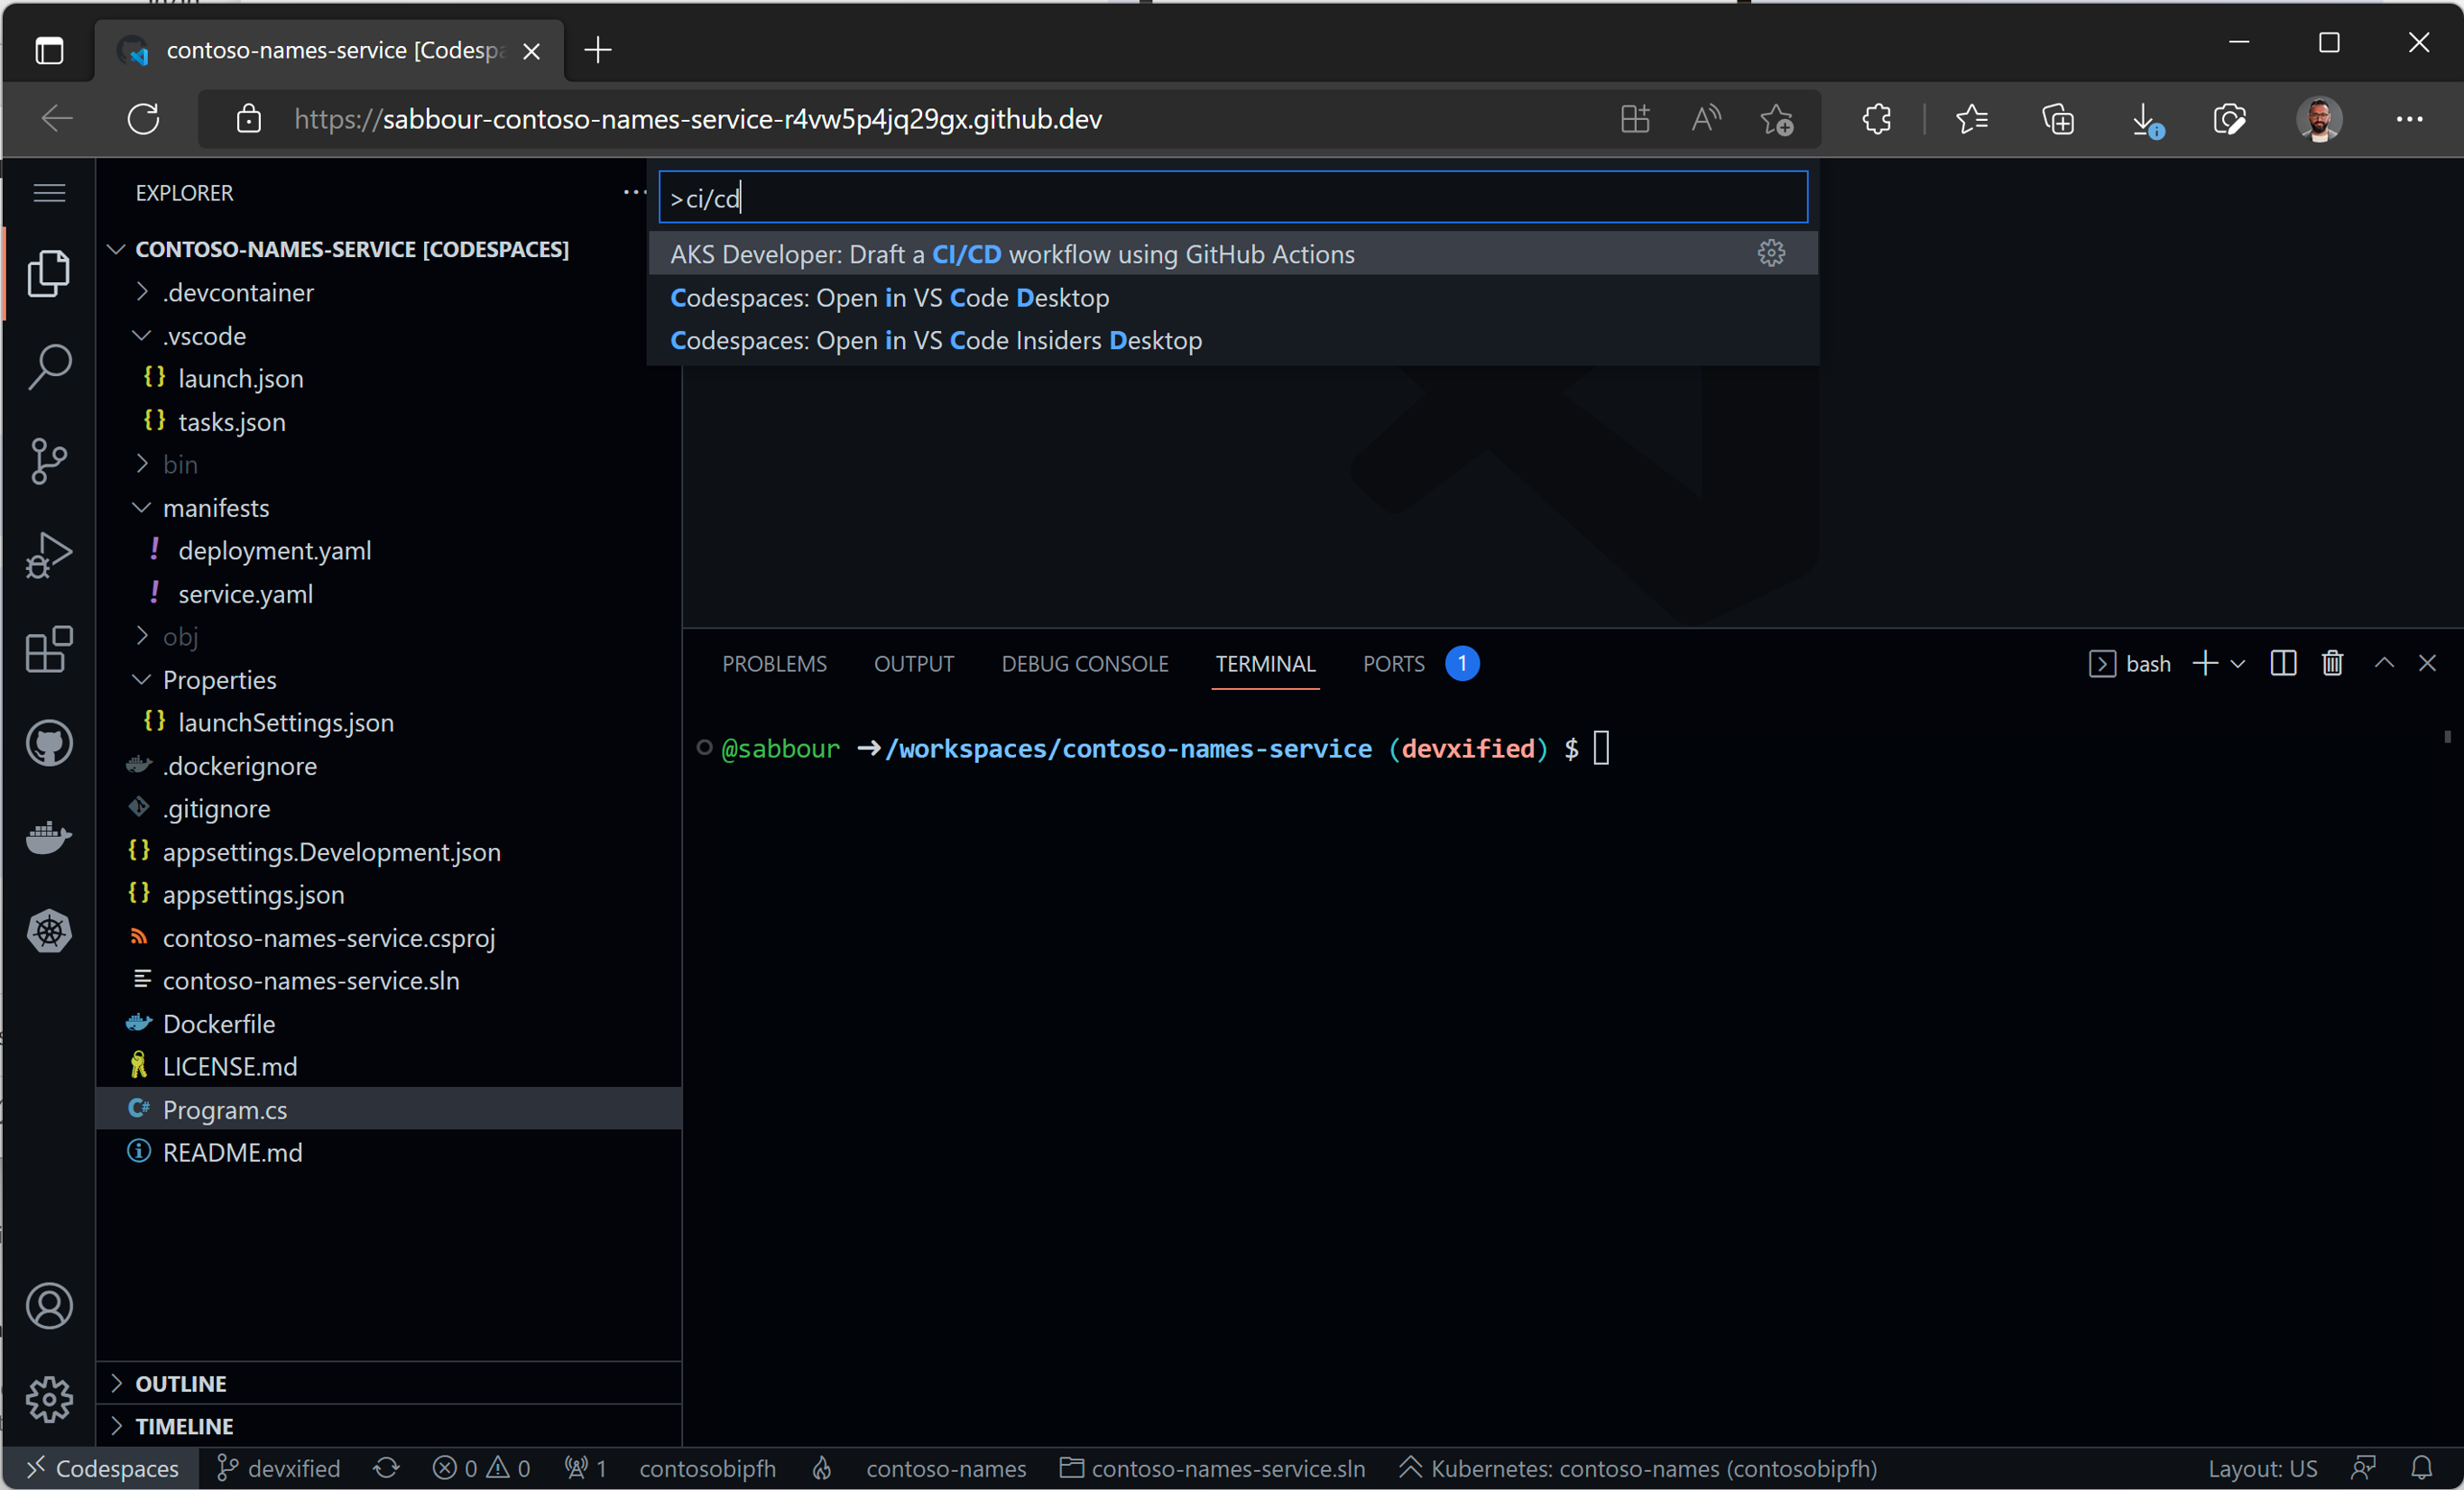 contoso-names-service [Codespa
https://sabbour-contoso-names-service-r4vw5p4jq29gx.github.dev
EXPLORER
>ci/cd
AKS Developer: Draft a CI/CD workflow using GitHub Actions
Codespaces: Open in VS Code Desktop
Codespaces: Open in VS Code Insiders Desktop
CONTOSO-NAMES-SERVICE [CODESPACES]
.devcontainer
.vscode
{} launch.json
{} tasks.json
bin
manifests
! deployment.yaml
! service.yaml
obj
Properties
{} launchSettings.json
.dockerignore
.gitignore
{} appsettings.Development.json
{} appsettings.json
contoso-names-service.csproj
contoso-names-service.sln
Dockerfile
LICENSE.md
C# Program.cs
README.md
OUTLINE
TIMELINE
PROBLEMS OUTPUT DEBUG CONSOLE TERMINAL PORTS 1
bash
@sabbour ➜/workspaces/contoso-names-service (devxified) $
Codespaces devxified 0 0 1 contosobipfh contoso-names contoso-names-service.sln Kubernetes: contoso-names (contosobipfh) Layout: US